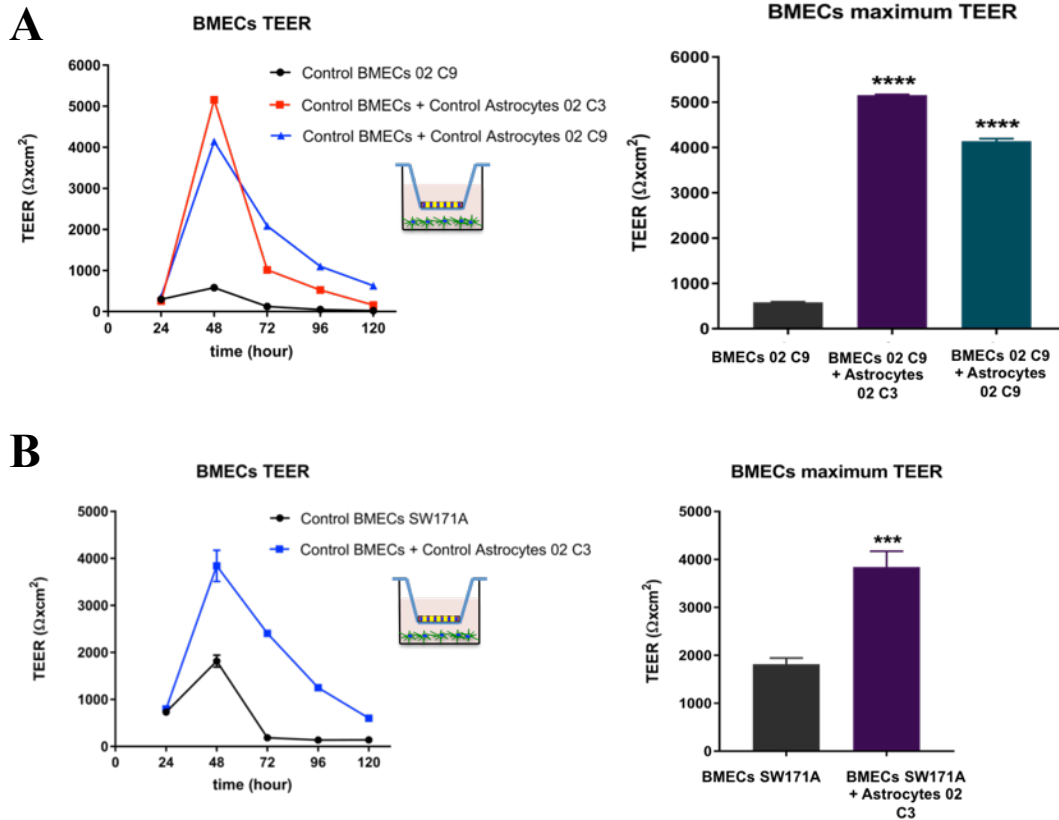 A
BMECs TEER
TEER (Ωxcm²)
6000
5000
4000
3000
2000
1000
0
0 24 48 72 96 120
time (hour)
Control BMECs 02 C9
Control BMECs + Control Astrocytes 02 C3
Control BMECs + Control Astrocytes 02 C9
BMECs maximum TEER
TEER (Ωxcm²)
6000
5000
4000
3000
2000
1000
0
****
****
BMECs 02 C9
BMECs 02 C9
+ Astrocytes
02 C3
BMECs 02 C9
+ Astrocytes
02 C9
B
BMECs TEER
TEER (Ωxcm²)
5000
4000
3000
2000
1000
0
0 24 48 72 96 120
time (hour)
Control BMECs SW171A
Control BMECs + Control Astrocytes 02 C3
BMECs maximum TEER
TEER (Ωxcm²)
5000
4000
3000
2000
1000
0
***
BMECs SW171A
BMECs SW171A
+ Astrocytes 02
C3